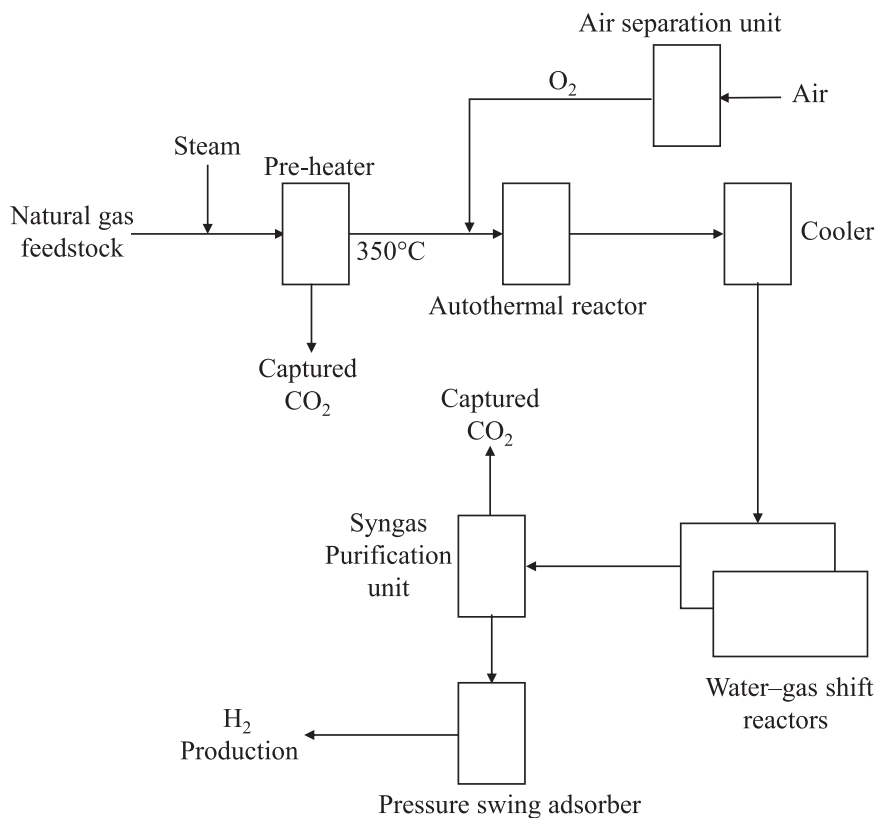 Air separation unit
O₂
Air
Steam
Pre-heater
Natural gas
feedstock
350°C
Cooler
Autothermal reactor
Captured
CO₂
Captured
CO₂
Syngas
Purification
unit
Water–gas shift
reactors
H₂
Production
Pressure swing adsorber